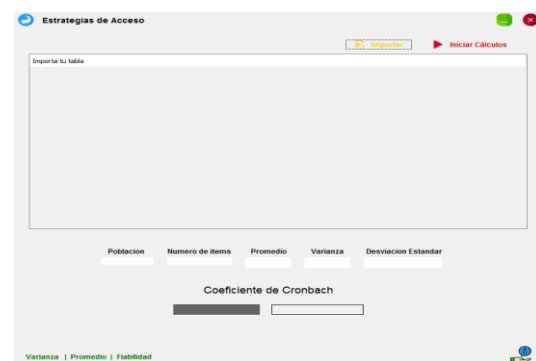 Estrategias de Acceso
Importar Iniciar Cálculos
Importa tu tabla
Poblacion Numero de items Promedio Varianza Desviacion Estandar
Coeficiente de Cronbach
Varianza | Promedio | Fiabilidad